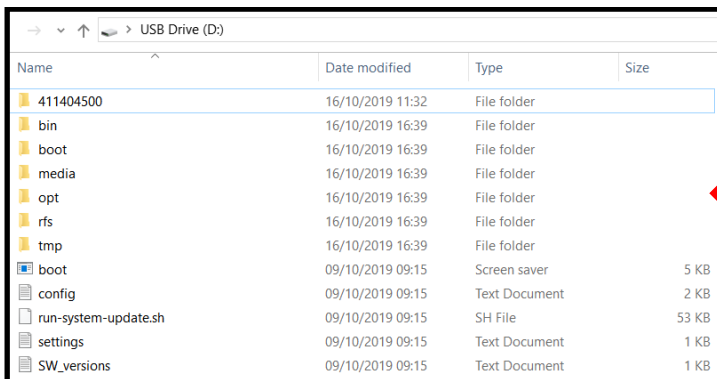 USB Drive (D:)
Name Date modified Type Size
411404500 16/10/2019 11:32 File folder
bin 16/10/2019 16:39 File folder
boot 16/10/2019 16:39 File folder
media 16/10/2019 16:39 File folder
opt 16/10/2019 16:39 File folder
rfs 16/10/2019 16:39 File folder
tmp 16/10/2019 16:39 File folder
boot 09/10/2019 09:15 Screen saver 5 KB
config 09/10/2019 09:15 Text Document 2 KB
run-system-update.sh 09/10/2019 09:15 SH File 53 KB
settings 09/10/2019 09:15 Text Document 1 KB
SW_versions 09/10/2019 09:15 Text Document 1 KB